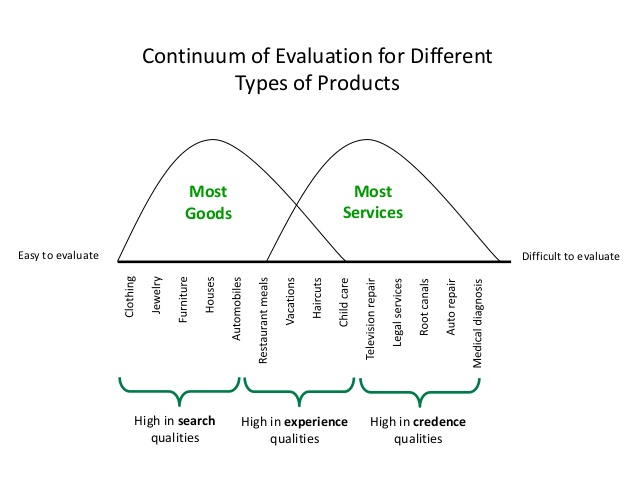 Continuum of Evaluation for Different
Types of Products
Most
Goods
Most
Services
Easy to evaluate
Difficult to evaluate
Clothing
Jewelry
Furniture
Houses
Automobiles
Restaurant meals
Vacations
Haircuts
Child care
Television repair
Legal services
Root canals
Auto repair
Medical diagnosis
High in search
qualities
High in experience
qualities
High in credence
qualities